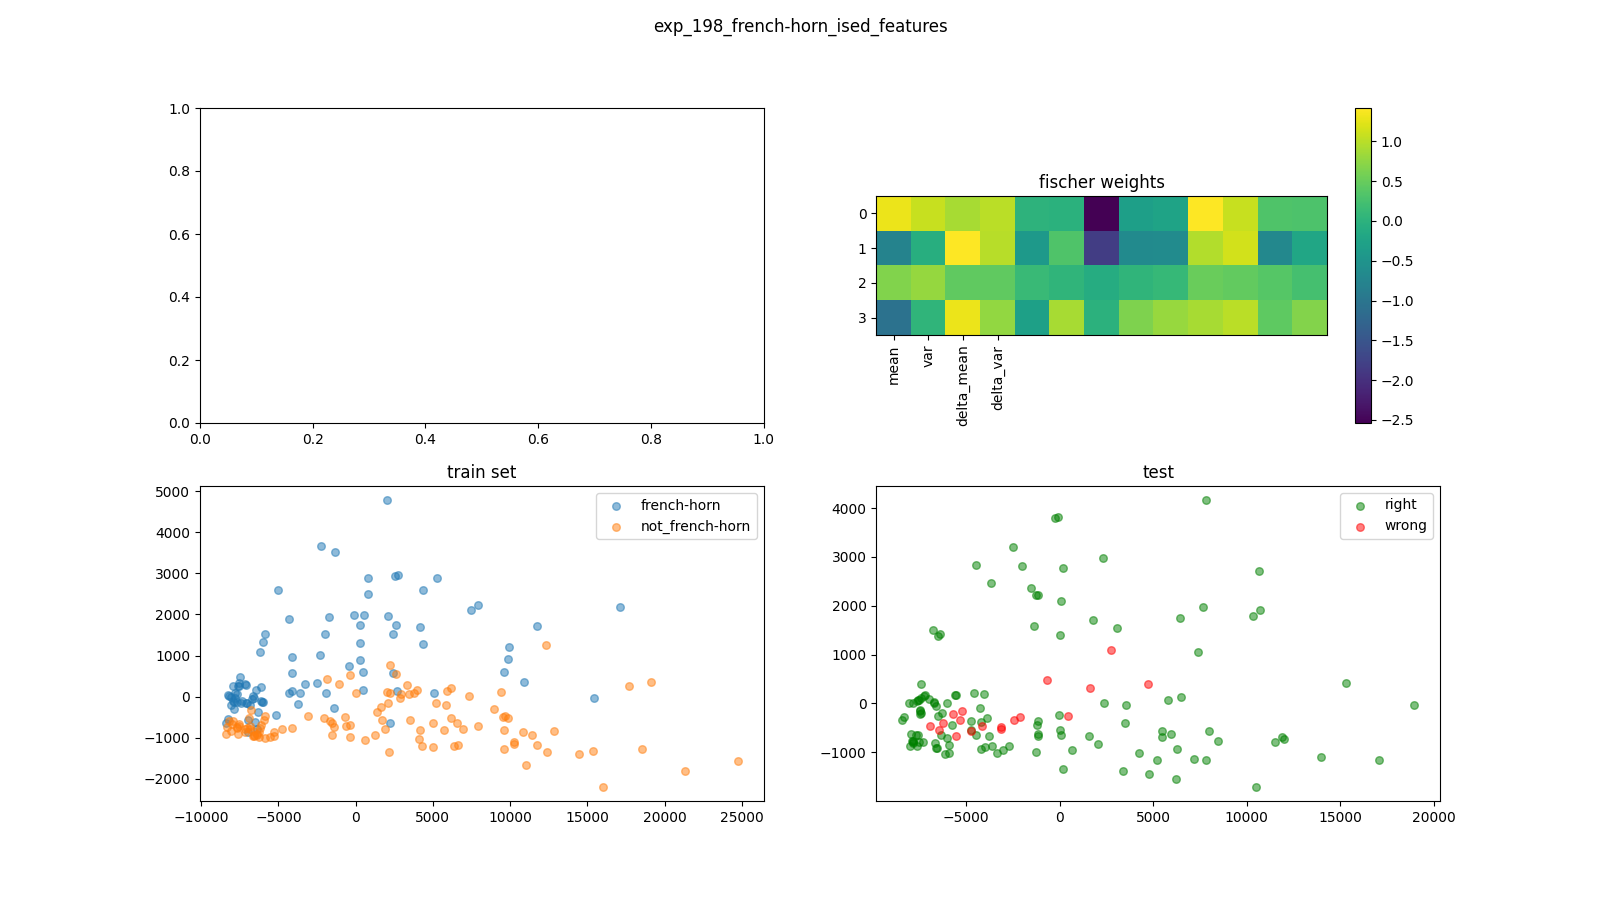 exp_198_french-horn_ised_features
1.0
0.8
0.6
0.4
0.2
0.0
0.0 0.2 0.4 0.6 0.8 1.0
fischer weights
0
1
2
3
mean var delta_mean delta_var
1.0
0.5
0.0
−0.5
−1.0
−1.5
−2.0
−2.5
train set
5000
4000
3000
2000
1000
0
−1000
−2000
−10000 −5000 0 5000 10000 15000 20000 25000
french-horn
not_french-horn
test
4000
3000
2000
1000
0
−1000
−5000 0 5000 10000 15000 20000
right
wrong